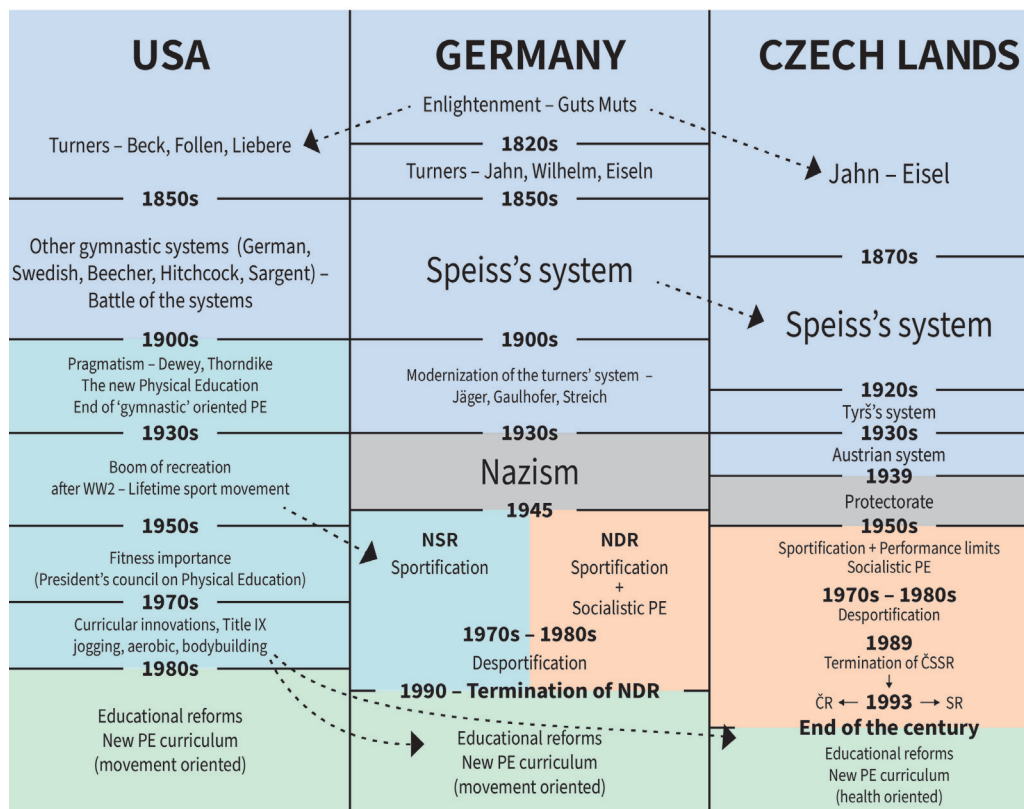 USA
Turners – Beck, Follen, Liebere
1850s
Other gymnastic systems (German,
Swedish, Beecher, Hitchcock, Sargent) –
Battle of the systems
1900s
Pragmatism – Dewey, Thorndike
The new Physical Education
End of ‘gymnastic’ oriented PE
1930s
Boom of recreation
after WW2 – Lifetime sport movement
1950s
Fitness importance
(President’s council on Physical Education)
1970s
Curricular innovations, Title IX
jogging, aerobic, bodybuilding
1980s
Educational reforms
New PE curriculum
(movement oriented)
GERMANY
Enlightenment – Guts Muts
1820s
Turners – Jahn, Wilhelm, Eiseln
1850s
Speiss’s system
1900s
Modernization of the turners’ system –
Jäger, Gaulhofer, Streich
1930s
Nazism
1945
NSR
Sportification
NDR
Sportification
+
Socialistic PE
1970s – 1980s
Desportification
1990 – Termination of NDR
Educational reforms
New PE curriculum
(movement oriented)
CZECH LANDS
Jahn – Eisel
1870s
Speiss’s system
1920s
Tyrš’s system
1930s
Austrian system
1939
Protectorate
1950s
Sportification + Performance limits
Socialistic PE
1970s – 1980s
Desportification
1989
Termination of ČSSR
ČR ← 1993 → SR
End of the century
Educational reforms
New PE curriculum
(health oriented)